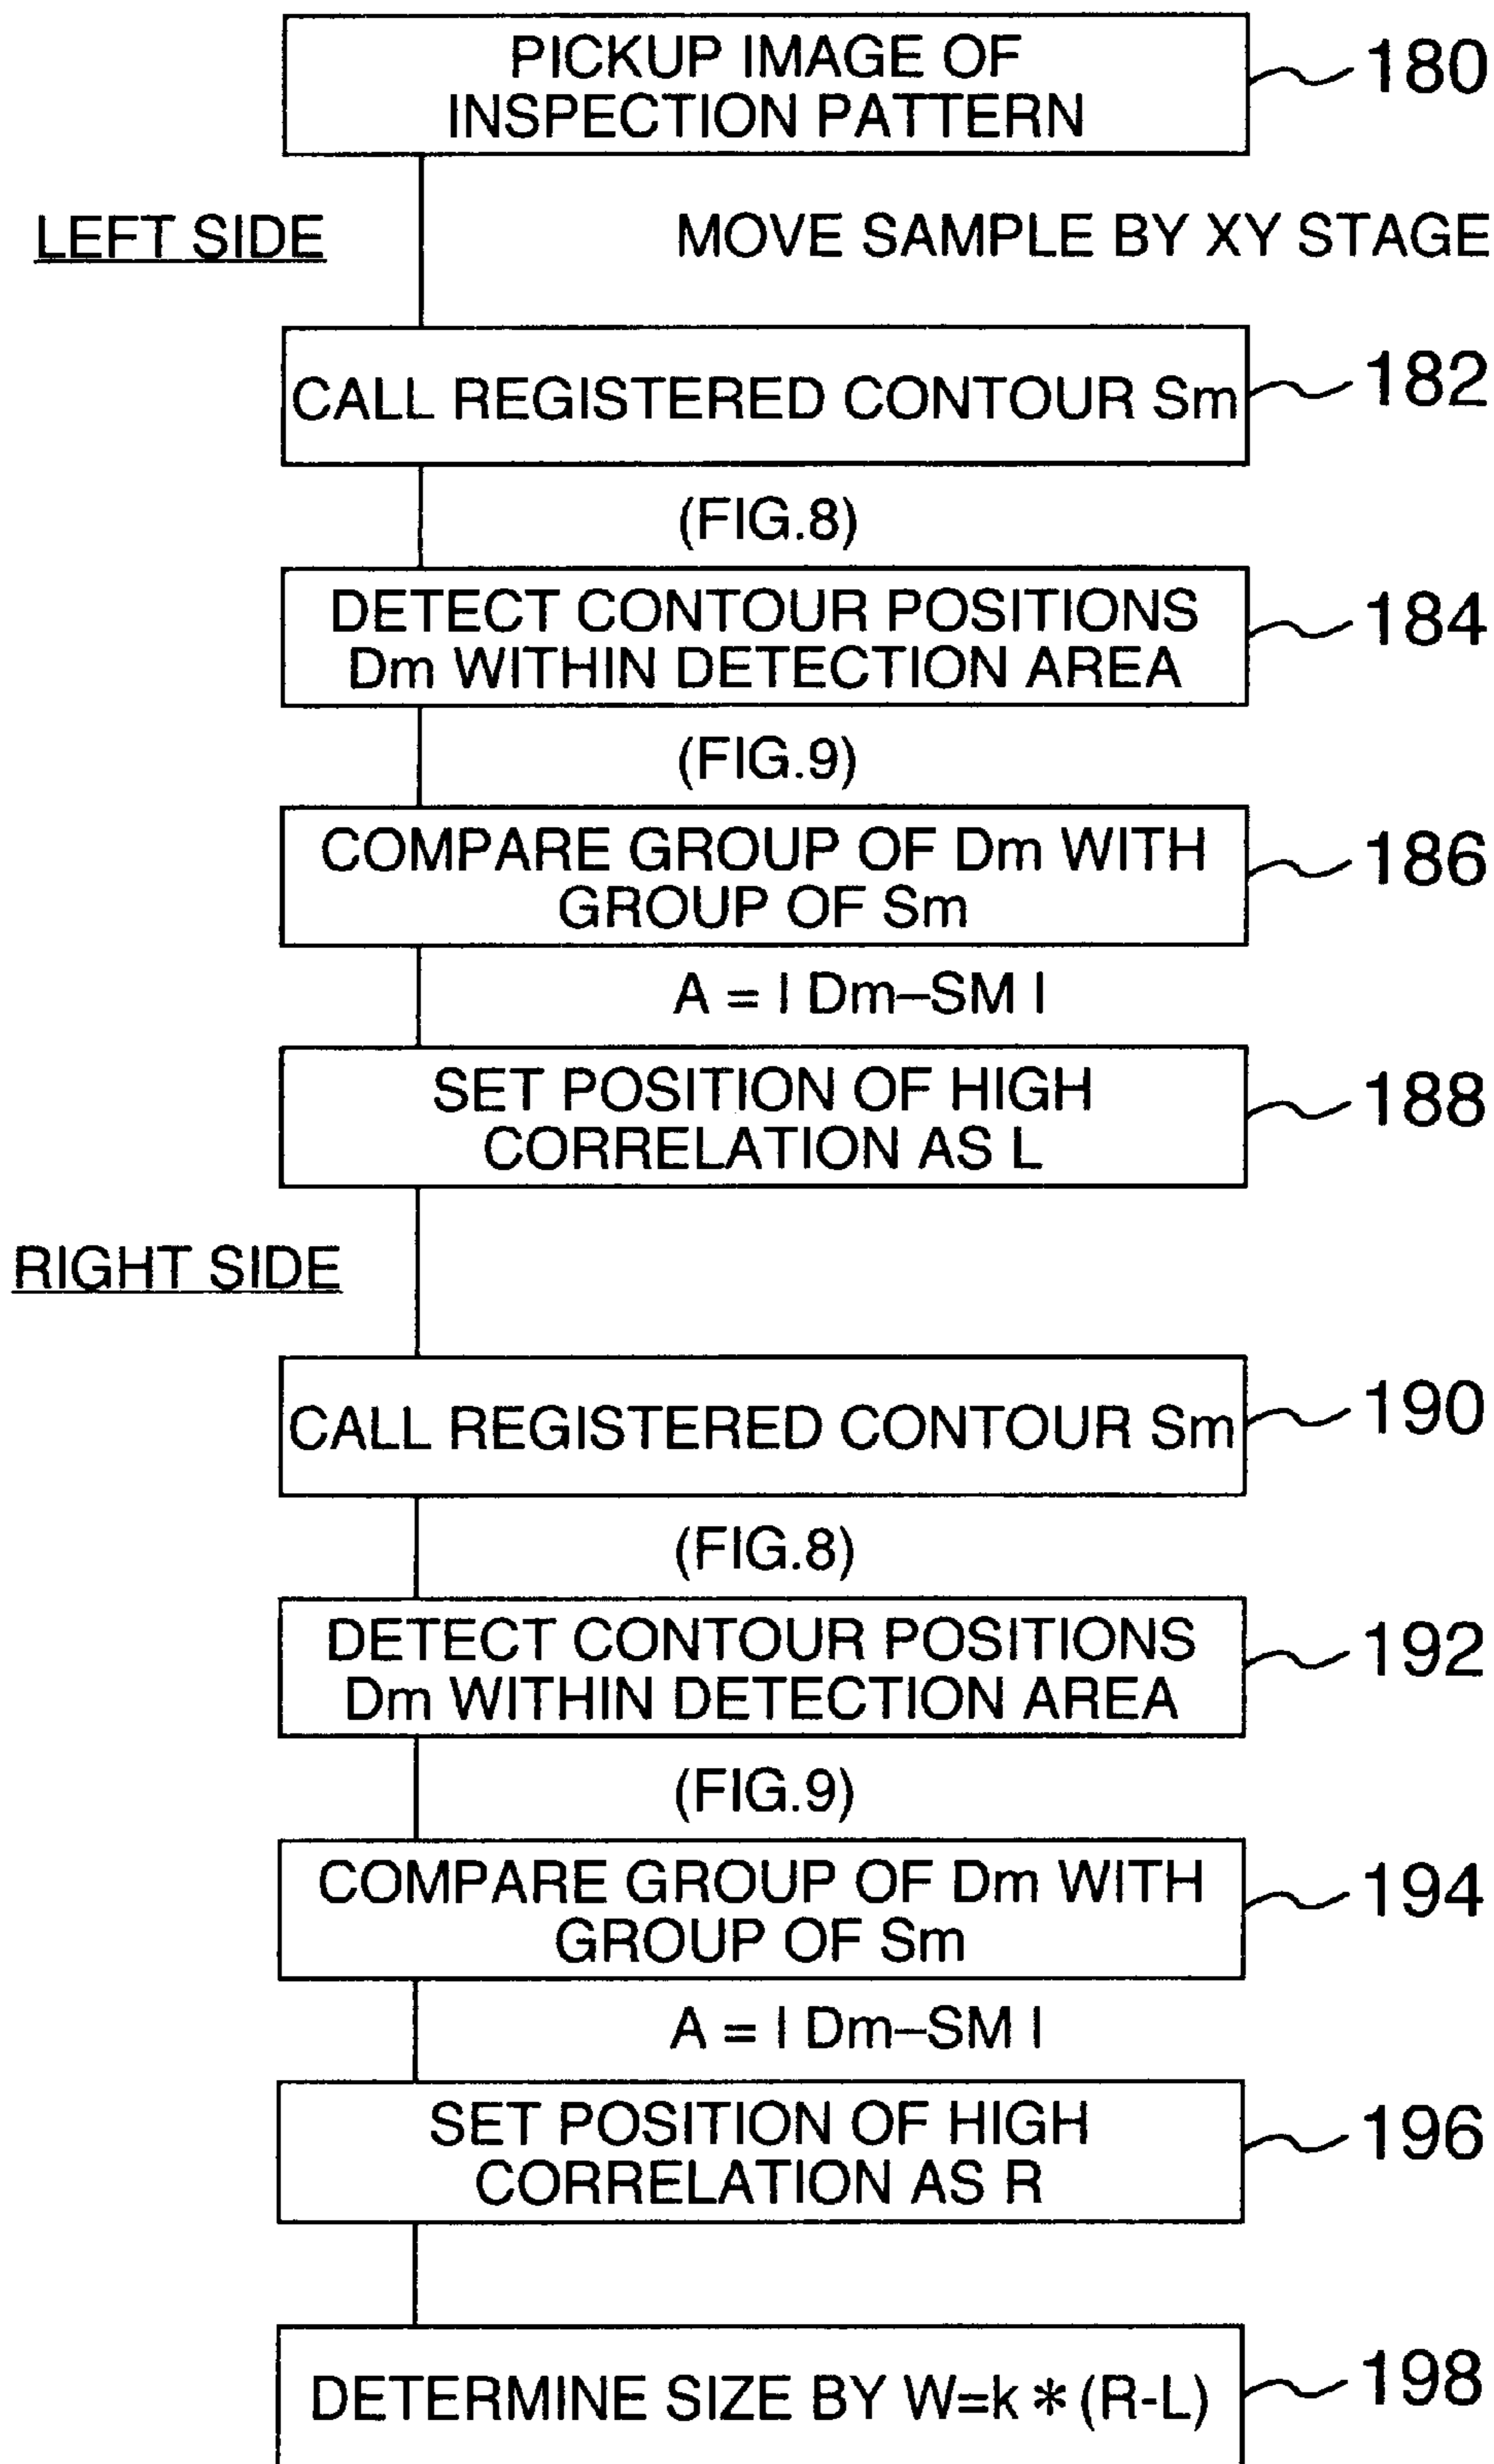 PICKUP IMAGE OF
INSPECTION PATTERN
180
LEFT SIDE
MOVE SAMPLE BY XY STAGE
CALL REGISTERED CONTOUR Sm
182
(FIG.8)
DETECT CONTOUR POSITIONS
Dm WITHIN DETECTION AREA
184
(FIG.9)
COMPARE GROUP OF Dm WITH
GROUP OF Sm
186
A = I Dm–SM I
SET POSITION OF HIGH
CORRELATION AS L
188
RIGHT SIDE
CALL REGISTERED CONTOUR Sm
190
(FIG.8)
DETECT CONTOUR POSITIONS
Dm WITHIN DETECTION AREA
192
(FIG.9)
COMPARE GROUP OF Dm WITH
GROUP OF Sm
194
A = I Dm–SM I
SET POSITION OF HIGH
CORRELATION AS R
196
DETERMINE SIZE BY W=k * (R-L)
198